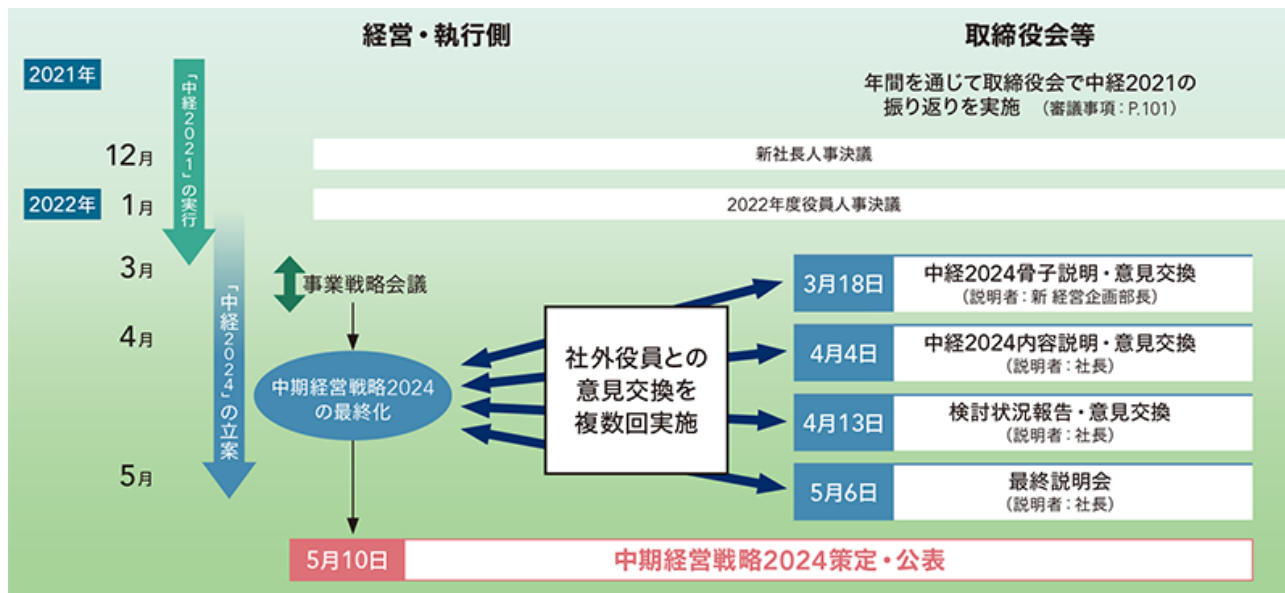 経営・執行側
取締役会等
2021年
「中経2021」の実行
年間を通じて取締役会で中経2021の
振り返りを実施 （審議事項：P.101）
12月
新社長人事決議
2022年 1月
2022年度役員人事決議
「中経2024」の立案
3月
事業戦略会議
3月18日
中経2024骨子説明・意見交換
（説明者：新 経営企画部長）
4月
中期経営戦略2024
の最終化
社外役員との
意見交換を
複数回実施
4月4日
中経2024内容説明・意見交換
（説明者：社長）
4月13日
検討状況報告・意見交換
（説明者：社長）
5月
5月6日
最終説明会
（説明者：社長）
5月10日
中期経営戦略2024策定・公表